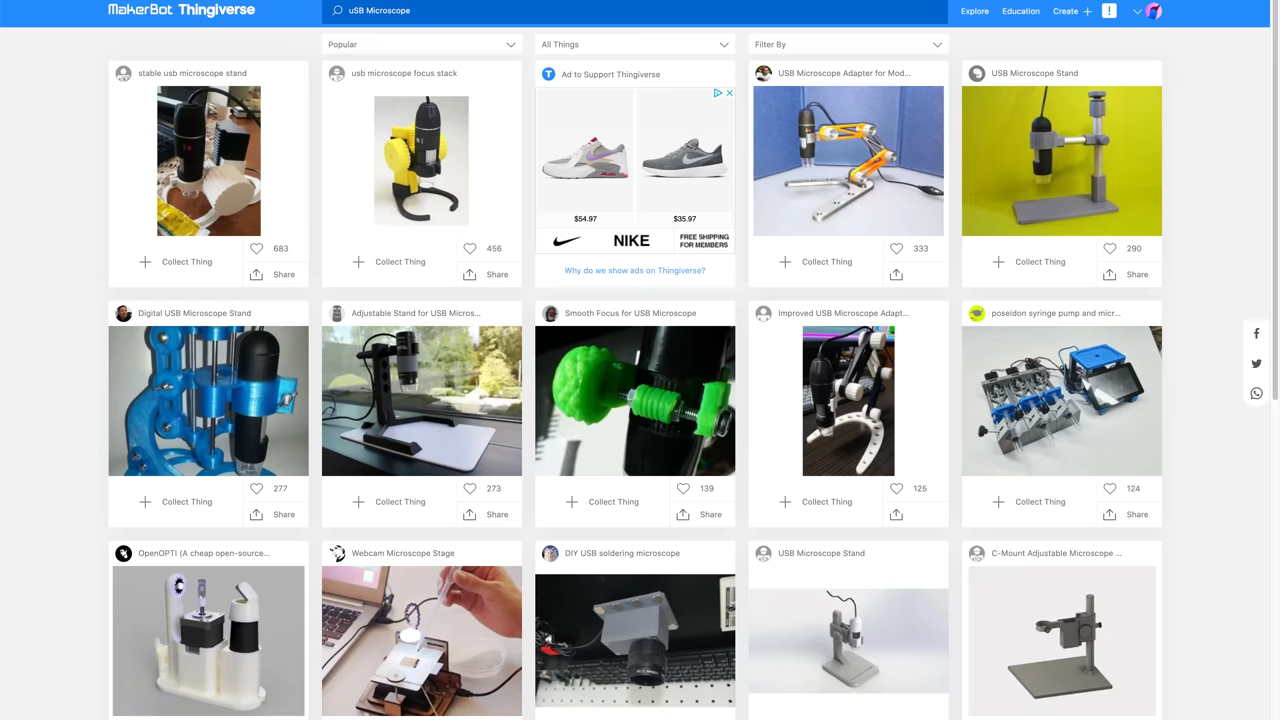 MakerBot Thingiverse
uSB Microscope
Explore
Education
Create
Popular
All Things
Filter By
stable usb microscope stand
683
Collect Thing
Share
usb microscope focus stack
456
Collect Thing
Share
Ad to Support Thingiverse
$54.97
$35.97
NIKE
FREE SHIPPING
FOR MEMBERS
Why do we show ads on Thingiverse?
USB Microscope Adapter for Mod...
333
Collect Thing
USB Microscope Stand
290
Collect Thing
Share
Digital USB Microscope Stand
277
Collect Thing
Share
Adjustable Stand for USB Micros...
273
Collect Thing
Share
Smooth Focus for USB Microscope
139
Collect Thing
Share
Improved USB Microscope Adapt...
125
Collect Thing
poseidon syringe pump and micr...
124
Collect Thing
Share
OpenOPTI (A cheap open-source...
Webcam Microscope Stage
DIY USB soldering microscope
USB Microscope Stand
C-Mount Adjustable Microscope ...